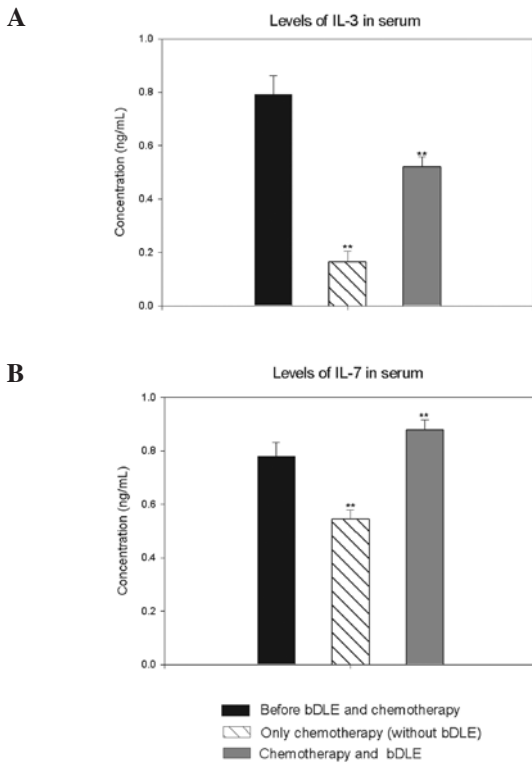 A
Levels of IL-3 in serum
Concentration (ng/mL)
1.0
0.8
0.6
0.4
0.2
0.0
**
**
B
Levels of IL-7 in serum
Concentration (ng/mL)
1.0
0.8
0.6
0.4
0.2
0.0
**
**
Before bDLE and chemotherapy
Only chemotherapy (without bDLE)
Chemotherapy and bDLE